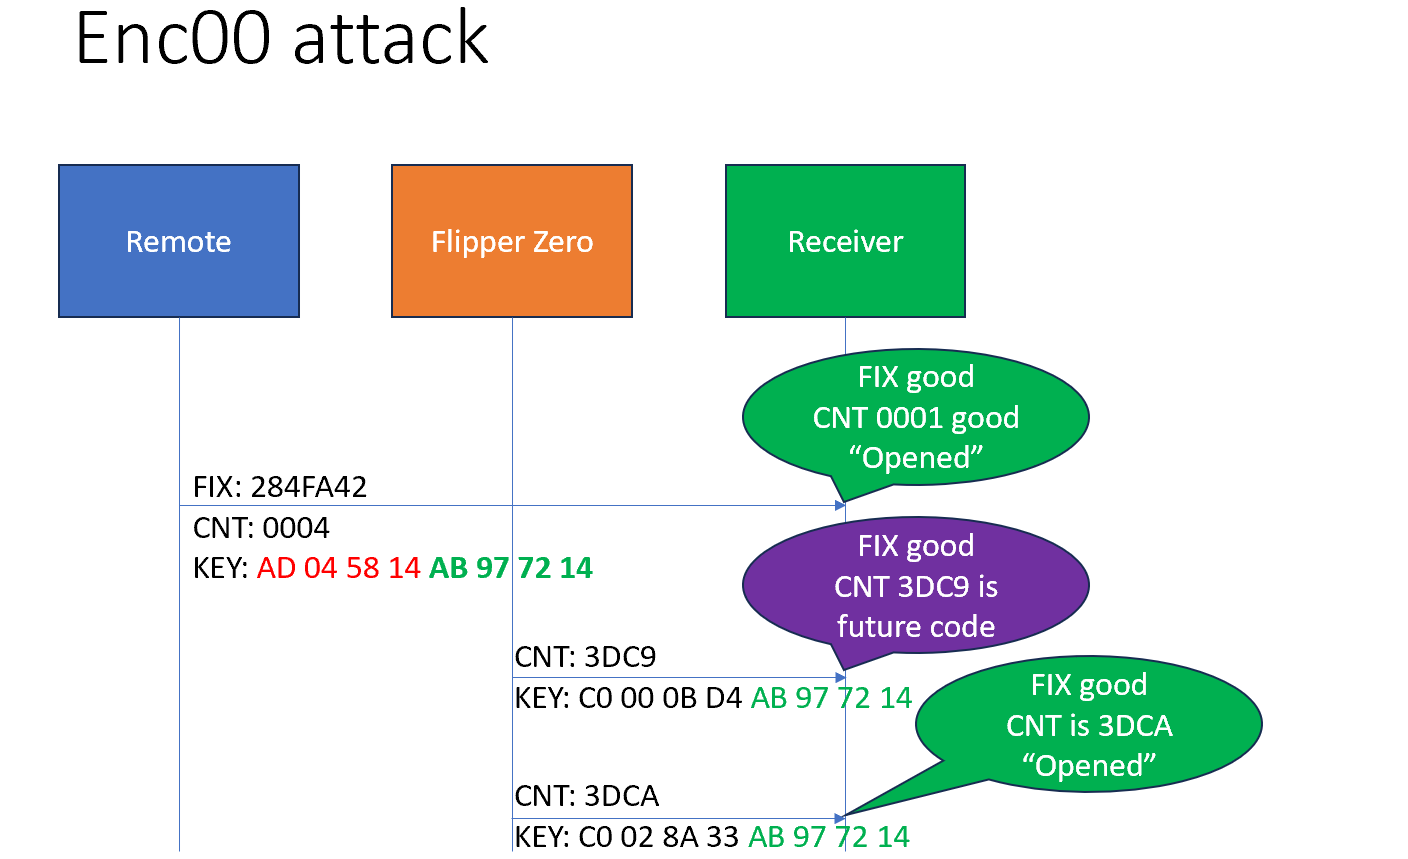 Enc00 attack
Remote
Flipper Zero
Receiver
FIX good
CNT 0001 good
“Opened”
FIX: 284FA42
CNT: 0004
KEY: AD 04 58 14 AB 97 72 14
FIX good
CNT 3DC9 is
future code
CNT: 3DC9
KEY: C0 00 0B D4 AB 97 72 14
FIX good
CNT is 3DCA
“Opened”
CNT: 3DCA
KEY: C0 02 8A 33 AB 97 72 14